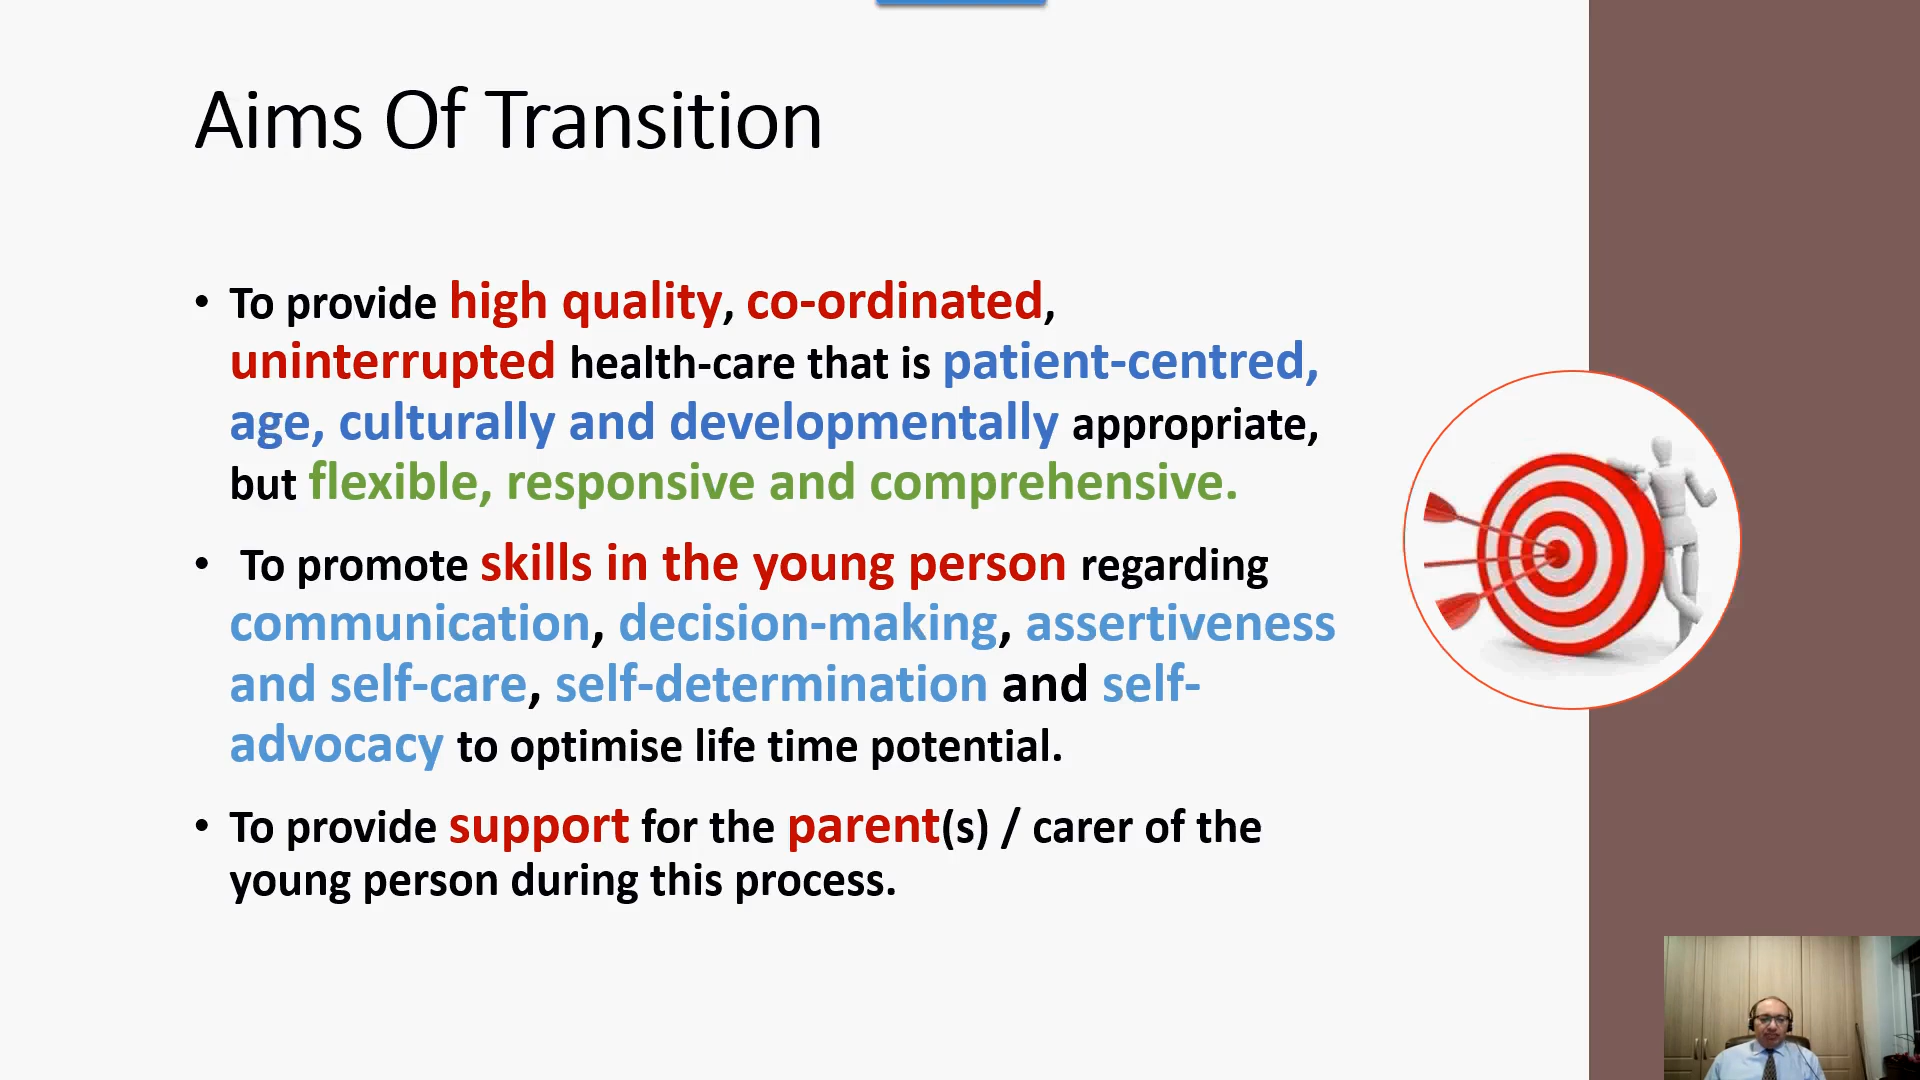 Aims Of Transition
• To provide high quality, co-ordinated,
uninterrupted health-care that is patient-centred,
age, culturally and developmentally appropriate,
but flexible, responsive and comprehensive.
• To promote skills in the young person regarding
communication, decision-making, assertiveness
and self-care, self-determination and self-
advocacy to optimise life time potential.
• To provide support for the parent(s) / carer of the
young person during this process.